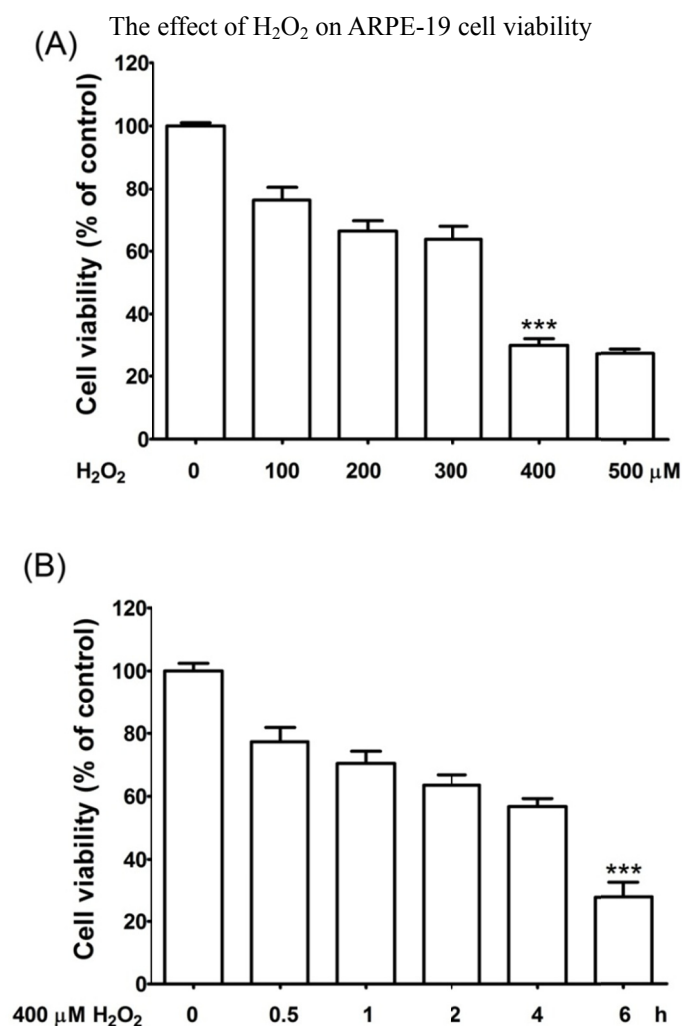 The effect of H₂O₂ on ARPE-19 cell viability
(A)
Cell viability (% of control)
120
100
80
60
40
20
0
***
H₂O₂ 0 100 200 300 400 500 μM
(B)
Cell viability (% of control)
120
100
80
60
40
20
0
***
400 μM H₂O₂ 0 0.5 1 2 4 6 h